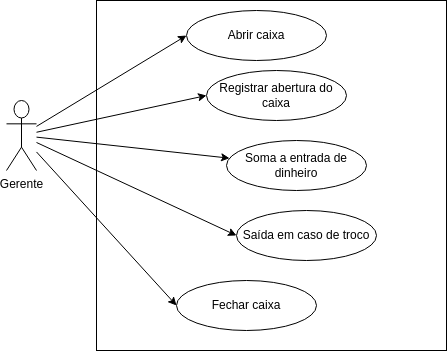 Abrir caixa
Registrar abertura do
caixa
Soma a entrada de
dinheiro
Gerente
Saída em caso de troco
Fechar caixa